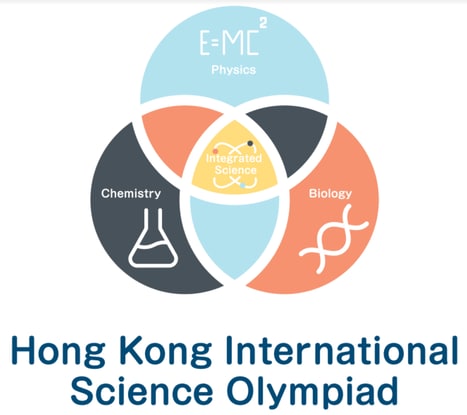 E=MC²
Physics
Integrated
Science
Chemistry
Biology
Hong Kong International
Science Olympiad